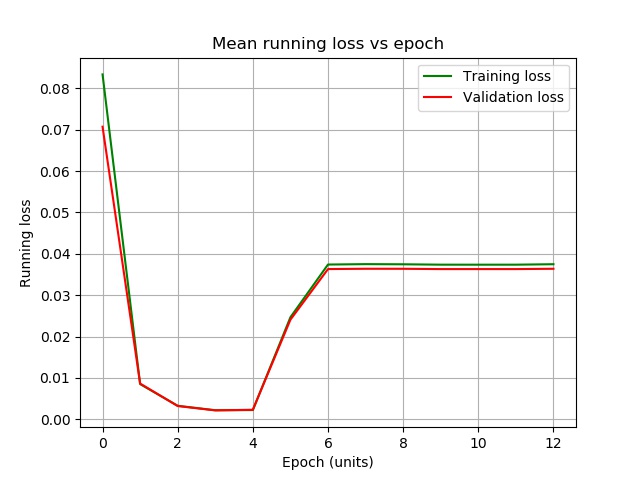 Mean running loss vs epoch
Training loss
Validation loss
0.08
0.07
0.06
0.05
0.04
0.03
0.02
0.01
0.00
Running loss
0 2 4 6 8 10 12
Epoch (units)